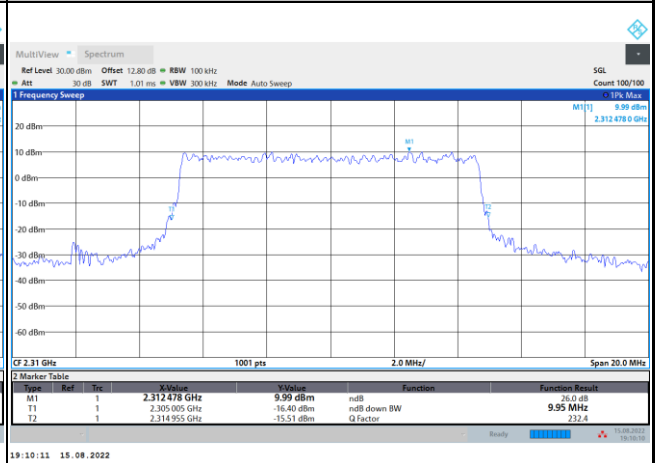 MultiView Spectrum
Ref Level 30.00 dBm Offset 12.80 dB RBW 100 kHz SGL
Att 30 dB SWT 1.01 ms VBW 300 kHz Mode Auto Sweep Count 100/100
1 Frequency Sweep 1Pk Max
M1[1] 9.99 dBm
2.312 478 0 GHz
20 dBm
M1
10 dBm
0 dBm
-10 dBm
T1 T2
-20 dBm
-30 dBm
-40 dBm
-50 dBm
-60 dBm
CF 2.31 GHz 1001 pts 2.0 MHz/ Span 20.0 MHz
2 Marker Table
Type Ref Trc X-Value Y-Value Function Function Result
M1 1 2.312 478 GHz 9.99 dBm ndB 26.0 dB
T1 1 2.305 005 GHz -16.40 dBm ndB down BW 9.95 MHz
T2 1 2.314 955 GHz -15.51 dBm Q Factor 232.4
Ready 15.08.2022
19:10:10
19:10:11 15.08.2022